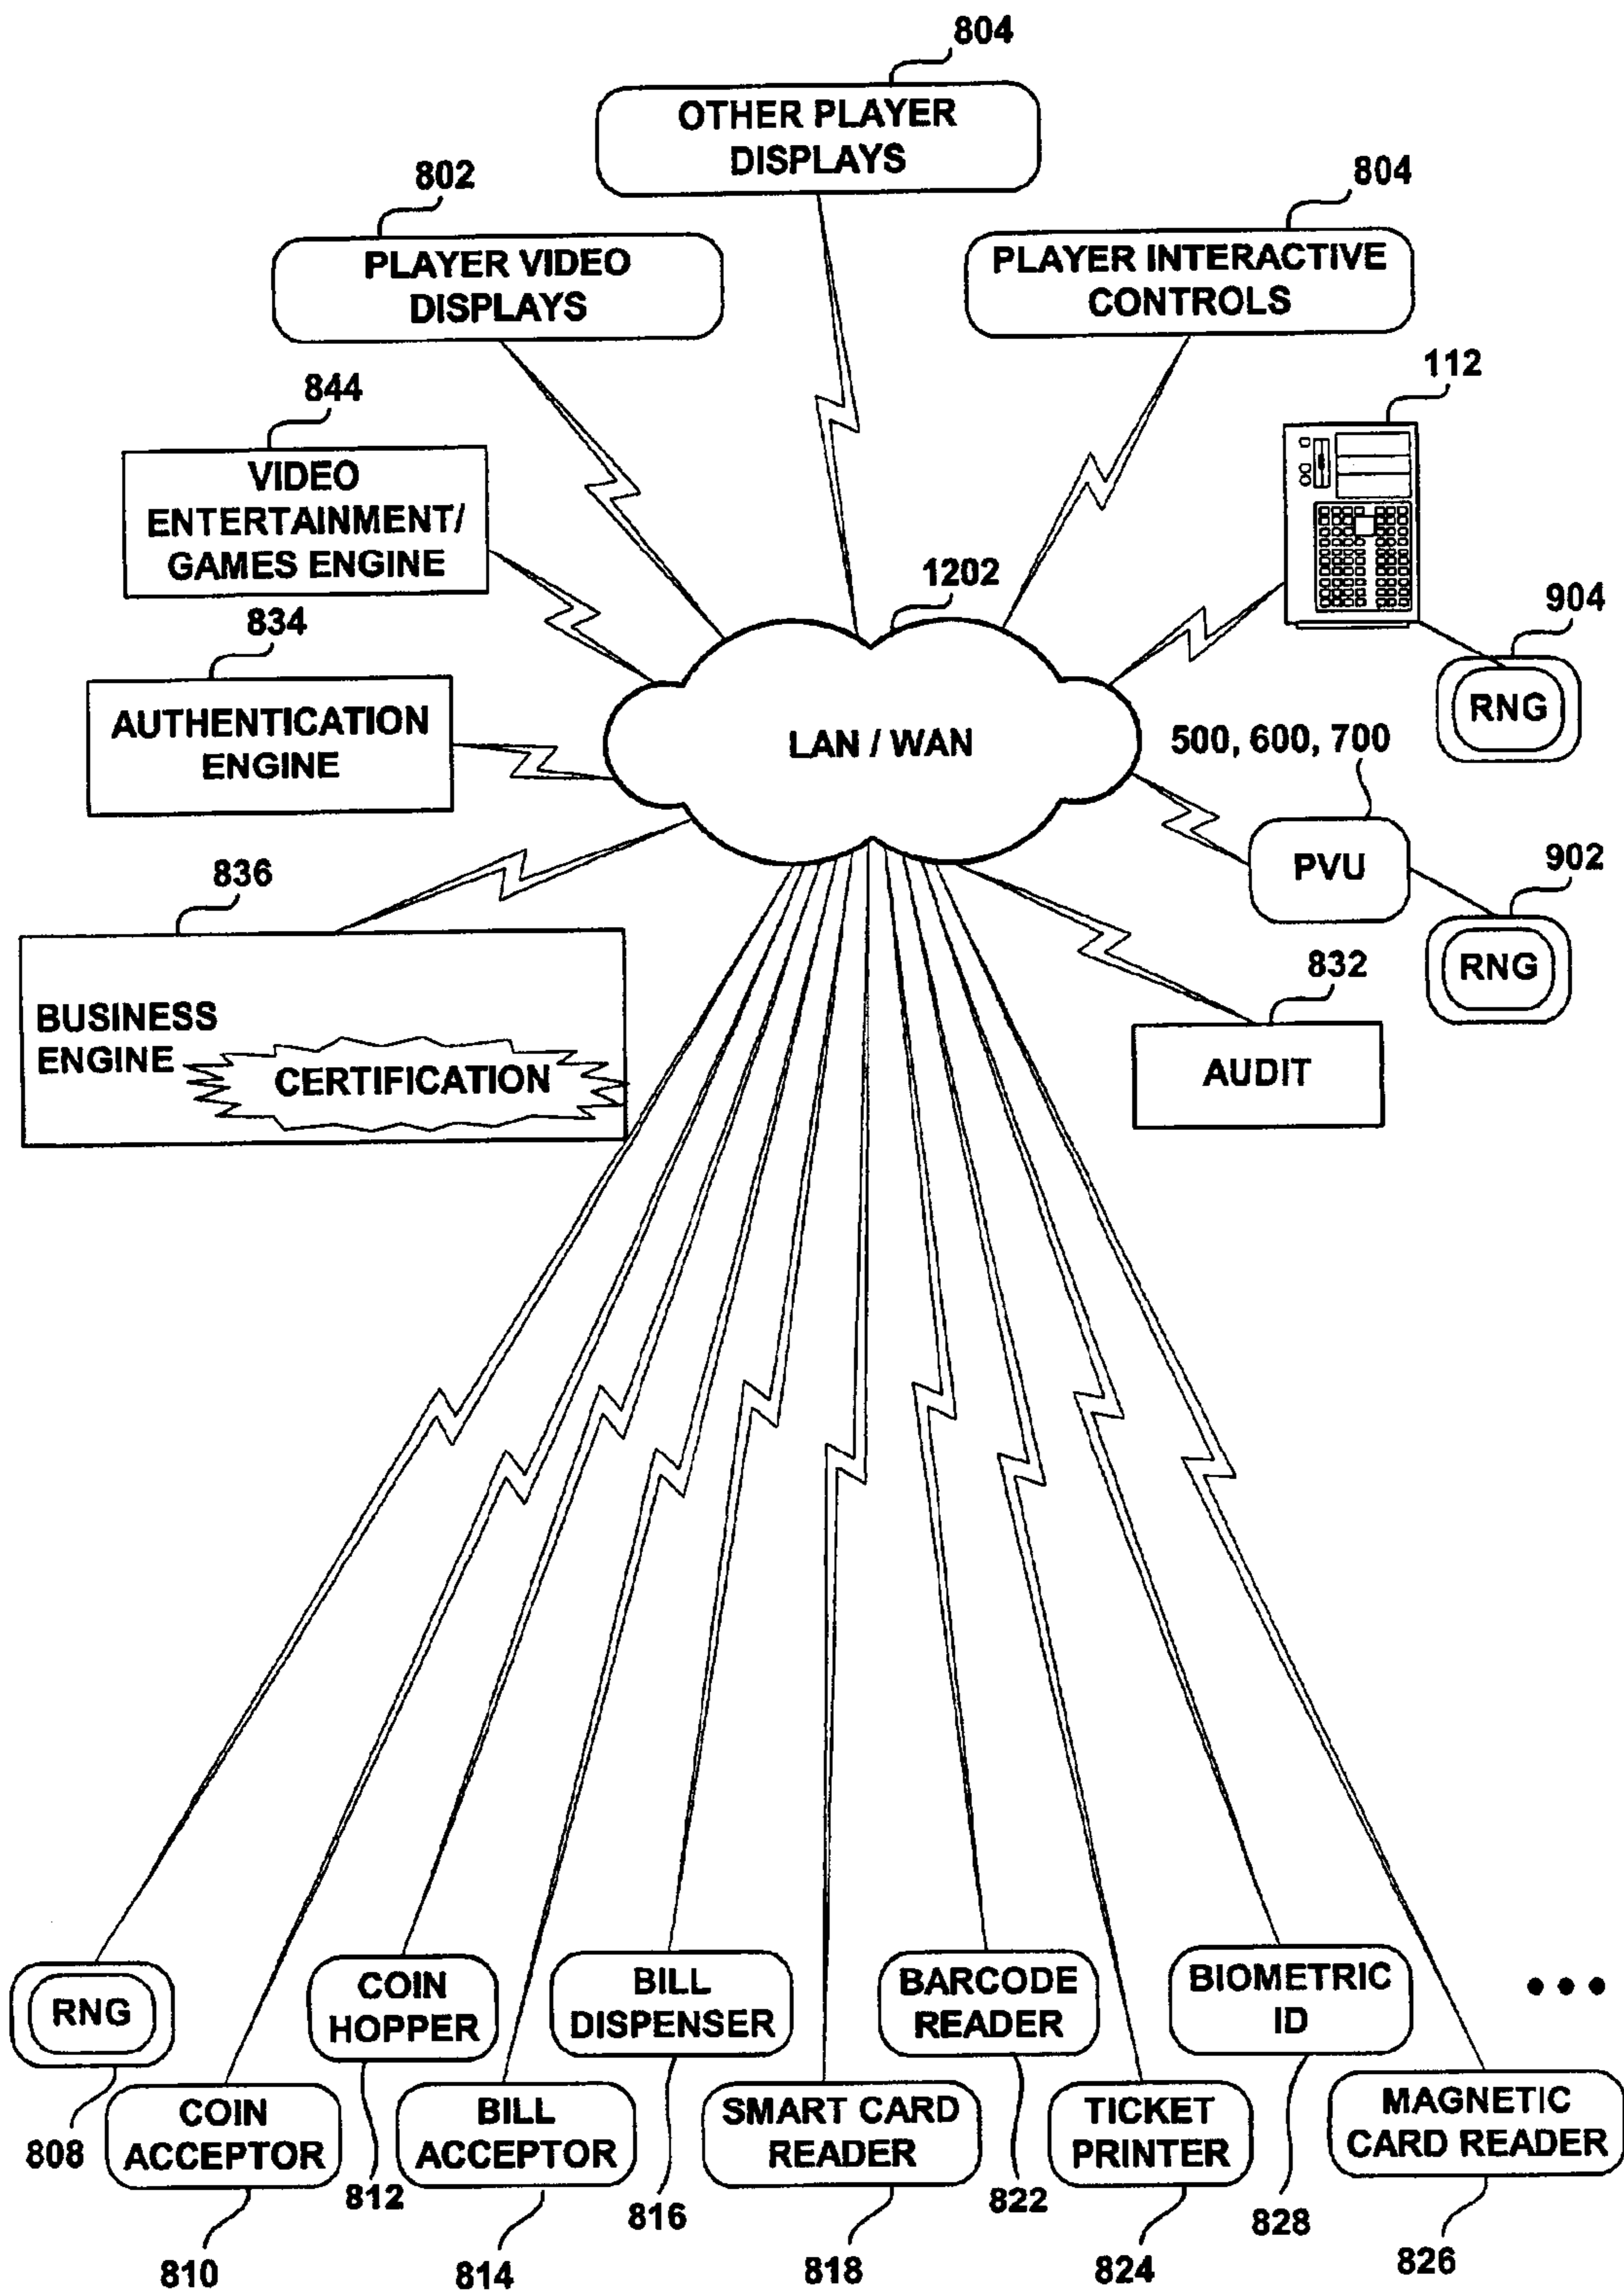 804
OTHER PLAYER
DISPLAYS
802
PLAYER VIDEO
DISPLAYS
804
PLAYER INTERACTIVE
CONTROLS
844
VIDEO
ENTERTAINMENT/
GAMES ENGINE
112
904
RNG
834
AUTHENTICATION
ENGINE
1202
LAN / WAN
500, 600, 700
PVU
902
RNG
836
BUSINESS
ENGINE
CERTIFICATION
832
AUDIT
RNG
808
COIN
ACCEPTOR
810
COIN
HOPPER
812
BILL
ACCEPTOR
814
BILL
DISPENSER
816
SMART CARD
READER
818
BARCODE
READER
822
TICKET
PRINTER
824
BIOMETRIC
ID
828
MAGNETIC
CARD READER
826
•••